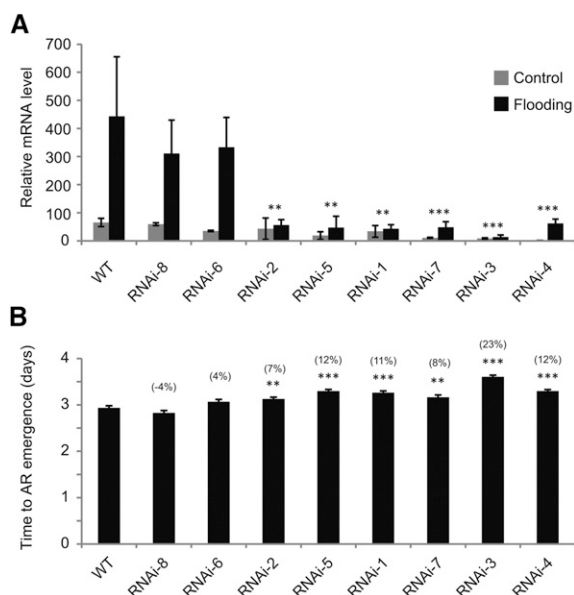 A
Relative mRNA level
700
600
500
400
300
200
100
0
Control
Flooding
** ** ** *** *** ***
WT RNAi-8 RNAi-6 RNAi-2 RNAi-5 RNAi-1 RNAi-7 RNAi-3 RNAi-4
B
Time to AR emergence (days)
4
3
2
1
0
(-4%) (4%) (7%) (12%) (11%) (8%) (23%) (12%)
** *** *** ** *** ***
WT RNAi-8 RNAi-6 RNAi-2 RNAi-5 RNAi-1 RNAi-7 RNAi-3 RNAi-4